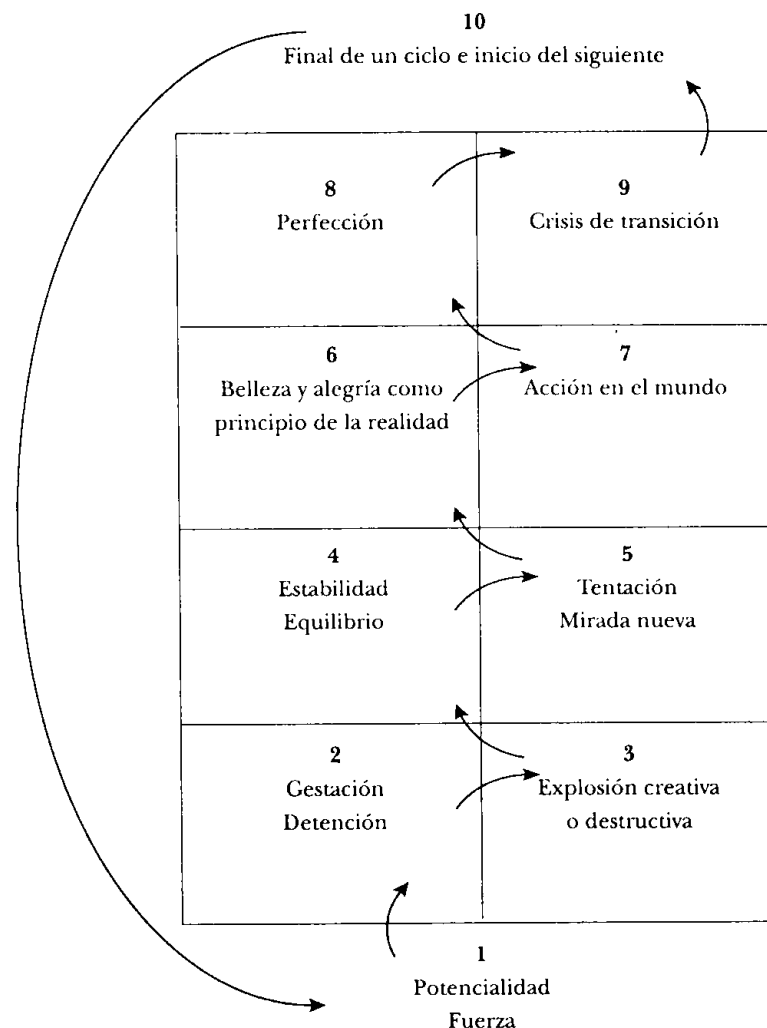 10
Final de un ciclo e inicio del siguiente
8
Perfección
9
Crisis de transición
6
Belleza y alegría como
principio de la realidad
7
Acción en el mundo
4
Estabilidad
Equilibrio
5
Tentación
Mirada nueva
2
Gestación
Detención
3
Explosión creativa
o destructiva
1
Potencialidad
Fuerza